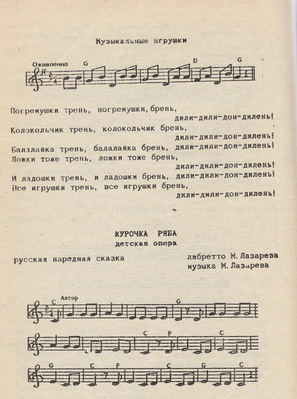 Музыкальные игрушки
Оживленно G D G
Погремушки трень, погремушки, брень,
дили-дили-дон-дилень!
Колокольчик трень, колокольчик брень,
дили-дили-дон-дилень!
Балалайка трень, балалайка брень,
дили-дили-дон-дилень!
Ложки тоже трень, ложки тоже брень,
дили-дили-дон-дилень!
И ладошки трень, и ладошки брень,
дили-дили-дон-дилень!
Все игрушки трень, все игрушки брень,
дили-дили-дон-дилень!
КУРОЧКА РЯБА
детская опера
русская народная сказка
либретто М.Лазарева
музыка М.Лазарева
C Автор G
C F C
G C G C